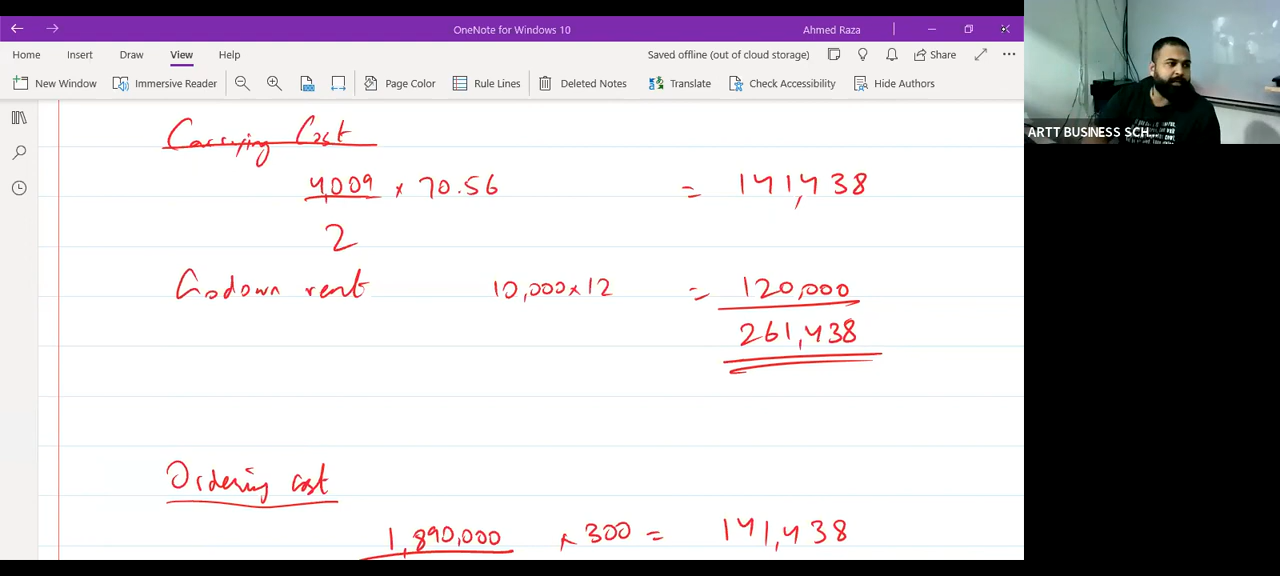 OneNote for Windows 10
Ahmed Raza
Home Insert Draw View Help
Saved offline (out of cloud storage)
Share
New Window
Immersive Reader
Page Color
Rule Lines
Deleted Notes
Translate
Check Accessibility
Hide Authors
ARTT BUSINESS SCH
Carrying Cost
4,009 × 70.56 = 141,438
2
Godown rent 10,000×12 = 120,000
261,438
Ordering cost
1,890,000 × 300 = 141,438